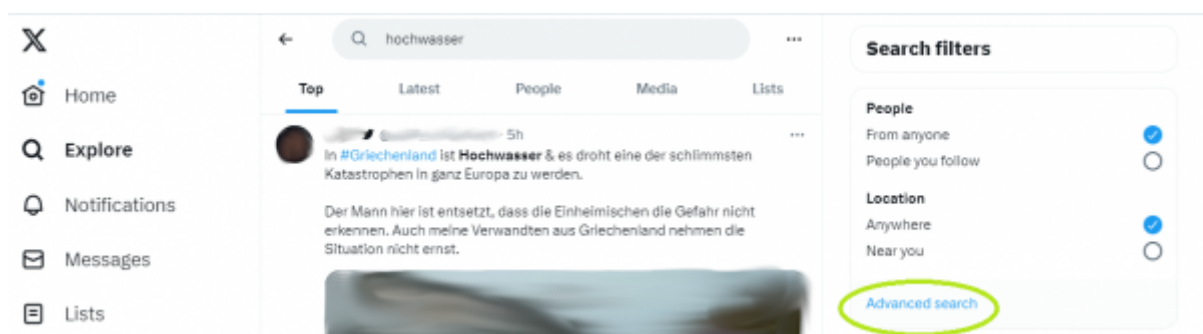 X
Home
Explore
Notifications
Messages
Lists
hochwasser
Top Latest People Media Lists
· 5h
In #Griechenland ist Hochwasser & es droht eine der schlimmsten
Katastrophen in ganz Europa zu werden.
Der Mann hier ist entsetzt, dass die Einheimischen die Gefahr nicht
erkennen. Auch meine Verwandten aus Griechenland nehmen die
Situation nicht ernst.
Search filters
People
From anyone
People you follow
Location
Anywhere
Near you
Advanced search